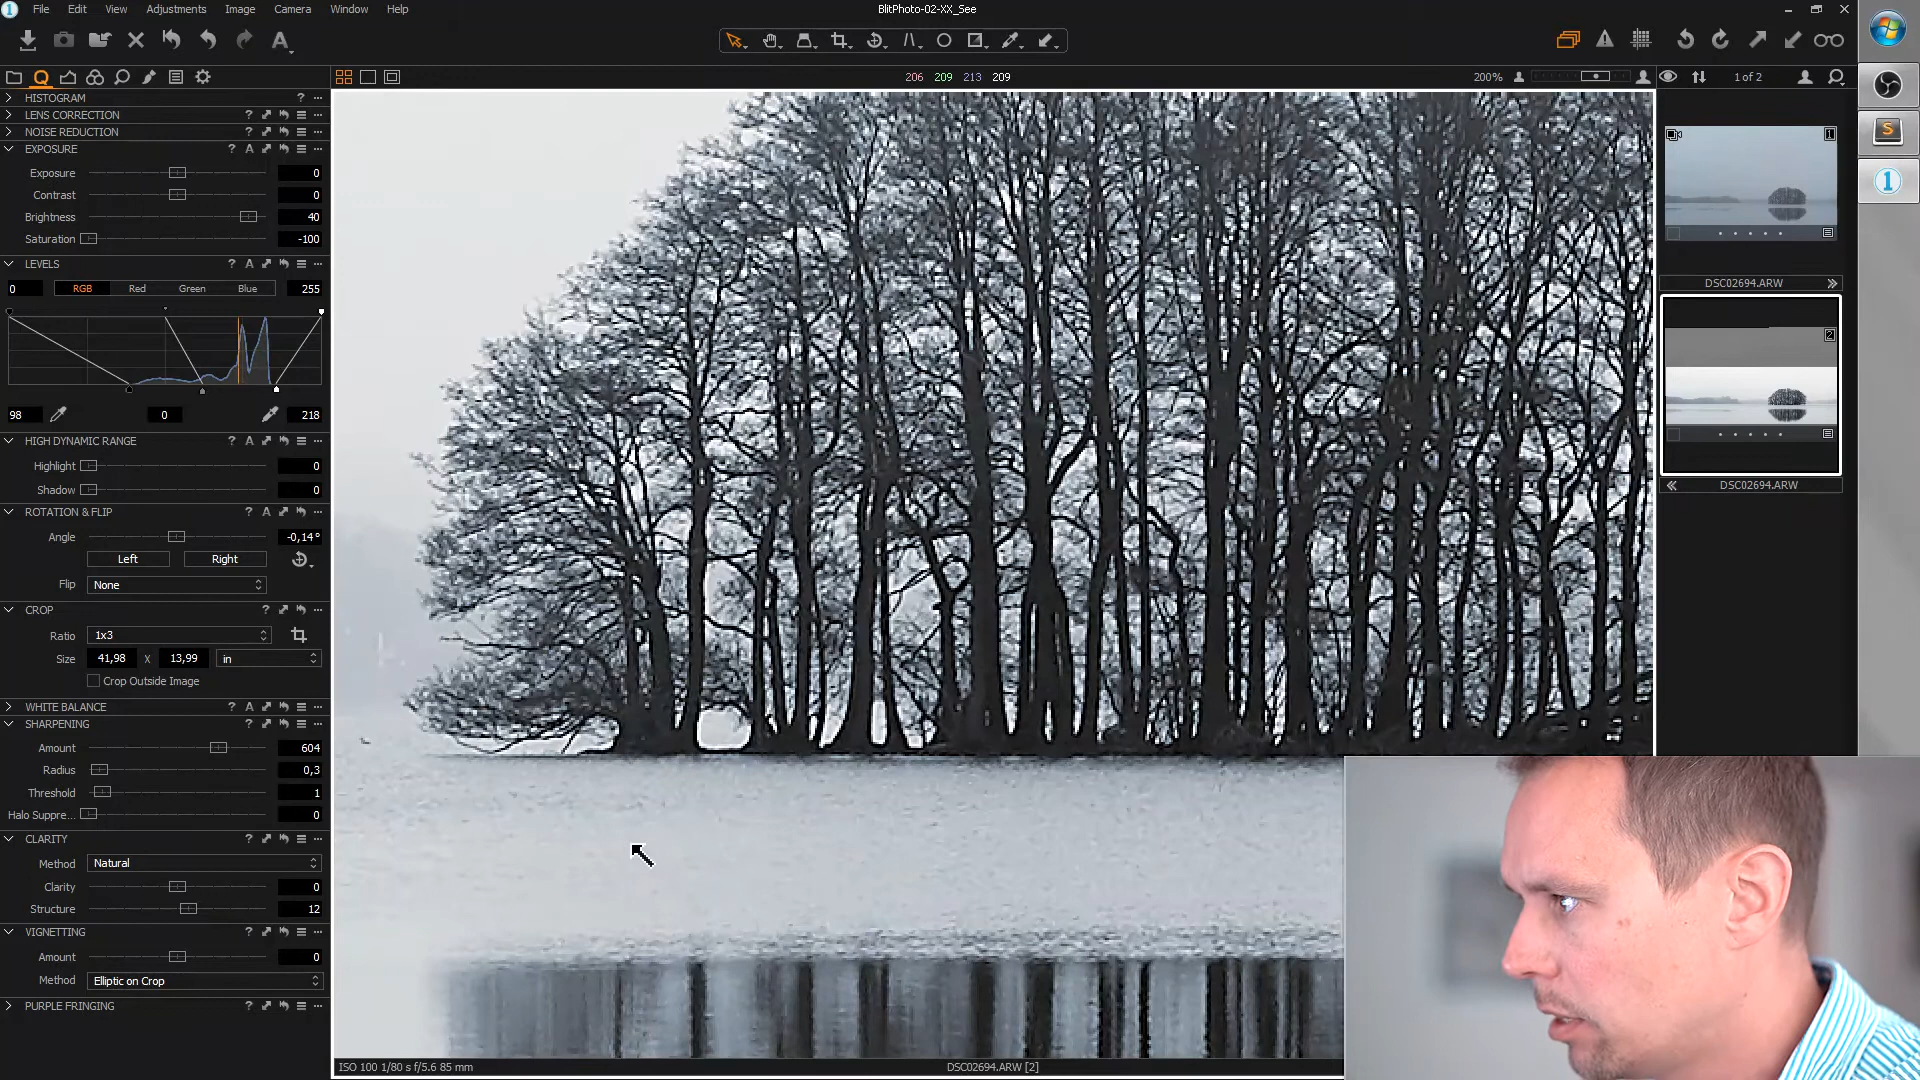 File Edit View Adjustments Image Camera Window Help
BlitPhoto-02-XX_See
206 209 213 209
200%
1 of 2
HISTOGRAM
LENS CORRECTION
NOISE REDUCTION
EXPOSURE
Exposure 0
Contrast 0
Brightness 40
Saturation -100
LEVELS
0 RGB Red Green Blue 255
98 0 218
HIGH DYNAMIC RANGE
Highlight 0
Shadow 0
ROTATION & FLIP
Angle -0,14°
Left Right
Flip None
CROP
Ratio 1x3
Size 41,98 X 13,99 in
Crop Outside Image
WHITE BALANCE
SHARPENING
Amount 604
Radius 0,3
Threshold 1
Halo Suppre... 0
CLARITY
Method Natural
Clarity 0
Structure 12
VIGNETTING
Amount 0
Method Elliptic on Crop
PURPLE FRINGING
1
DSC02694.ARW
2
DSC02694.ARW
ISO 100 1/80 s f/5.6 85 mm
DSC02694.ARW [2]